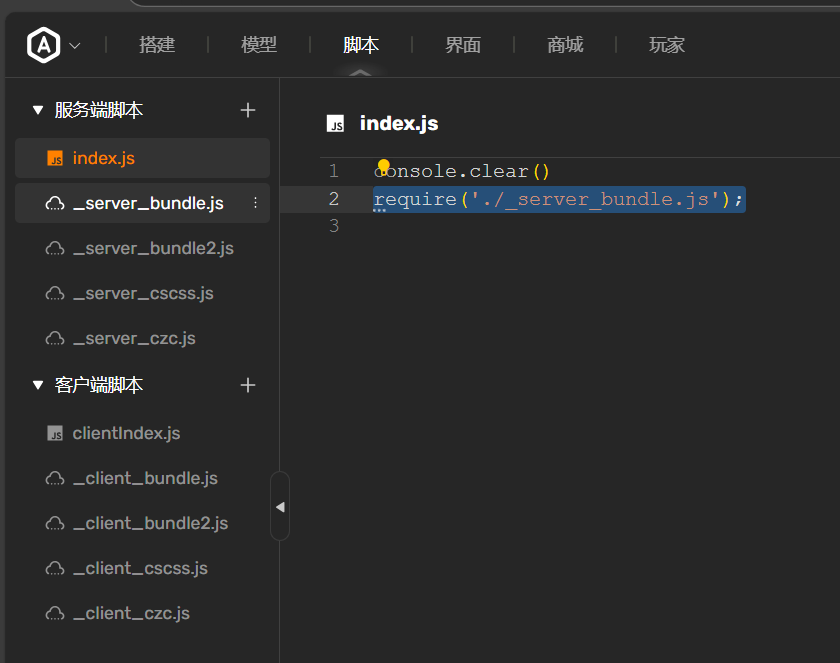 搭建 模型 脚本 界面 商城 玩家
服务端脚本
index.js
_server_bundle.js
_server_bundle2.js
_server_cscss.js
_server_czc.js
客户端脚本
clientIndex.js
_client_bundle.js
_client_bundle2.js
_client_cscss.js
_client_czc.js
JS index.js
1 console.clear()
2 require('./_server_bundle.js');
3